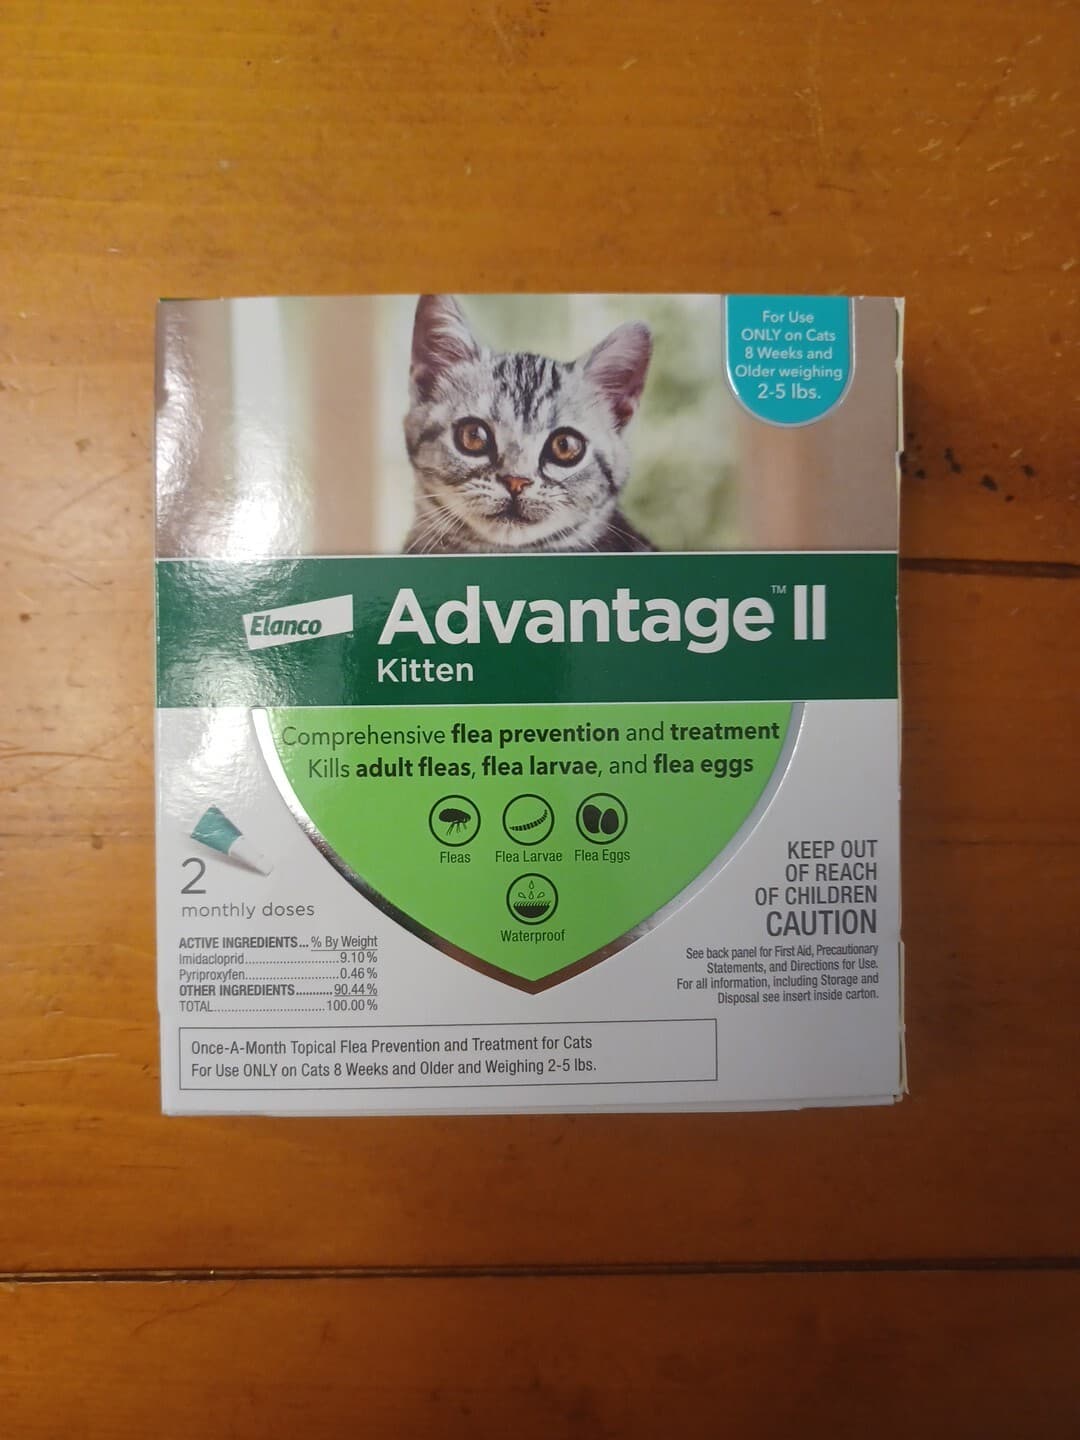 For Use
ONLY on Cats
8 Weeks and
Older weighing
2-5 lbs.
Elanco™
Advantage™ II
Kitten
Comprehensive flea prevention and treatment
Kills adult fleas, flea larvae, and flea eggs
Fleas Flea Larvae Flea Eggs
Waterproof
2
monthly doses
ACTIVE INGREDIENTS... % By Weight
Imidacloprid.......................9.10 %
Pyriproxyfen.......................0.46 %
OTHER INGREDIENTS........... 90.44 %
TOTAL.............................. 100.00 %
KEEP OUT
OF REACH
OF CHILDREN
CAUTION
See back panel for First Aid, Precautionary
Statements, and Directions for Use.
For all information, including Storage and
Disposal see insert inside carton.
Once-A-Month Topical Flea Prevention and Treatment for Cats
For Use ONLY on Cats 8 Weeks and Older and Weighing 2-5 lbs.